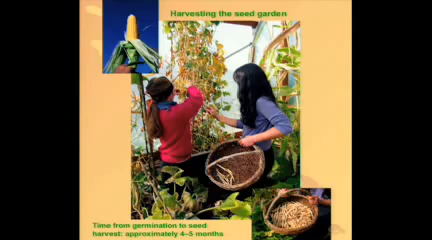 Harvesting the seed garden
Time from germination to seed
harvest: approximately 4–5 months